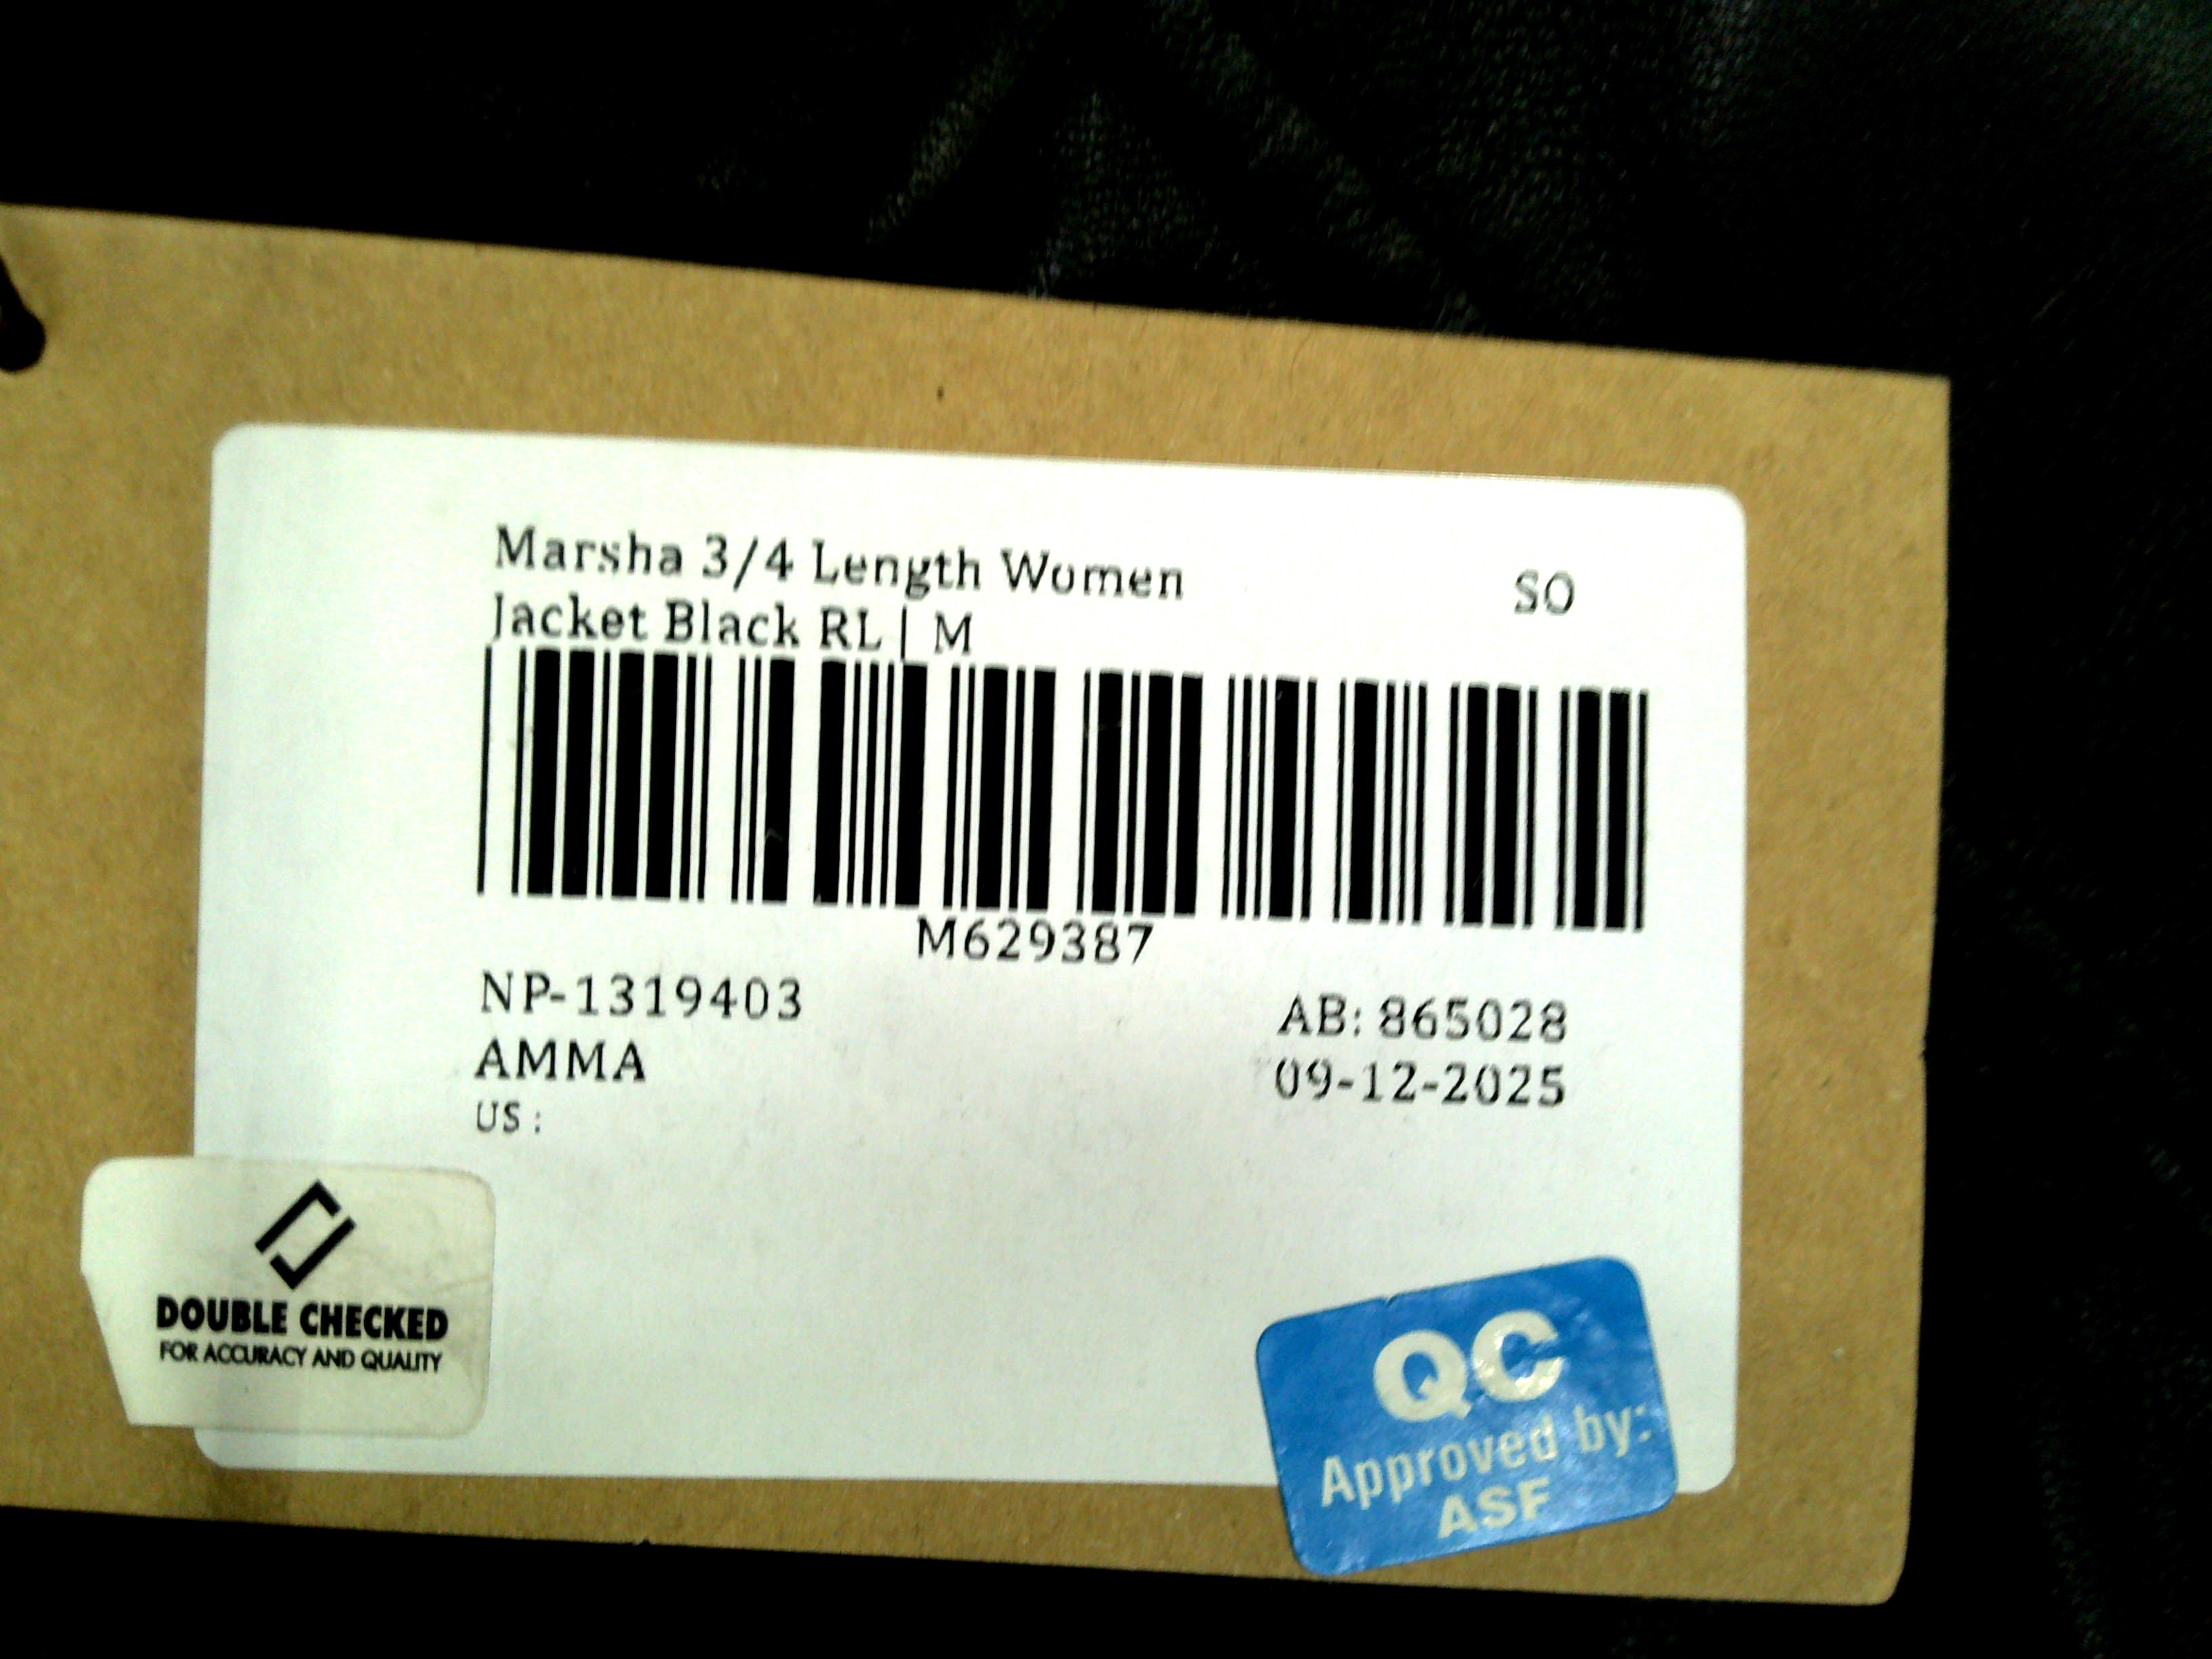 Marsha 3/4 Length Women
Jacket Black RL | M
SO
M629387
NP-1319403
AMMA
US :
AB: 865028
09-12-2025
DOUBLE CHECKED
FOR ACCURACY AND QUALITY
QC
Approved by:
ASF